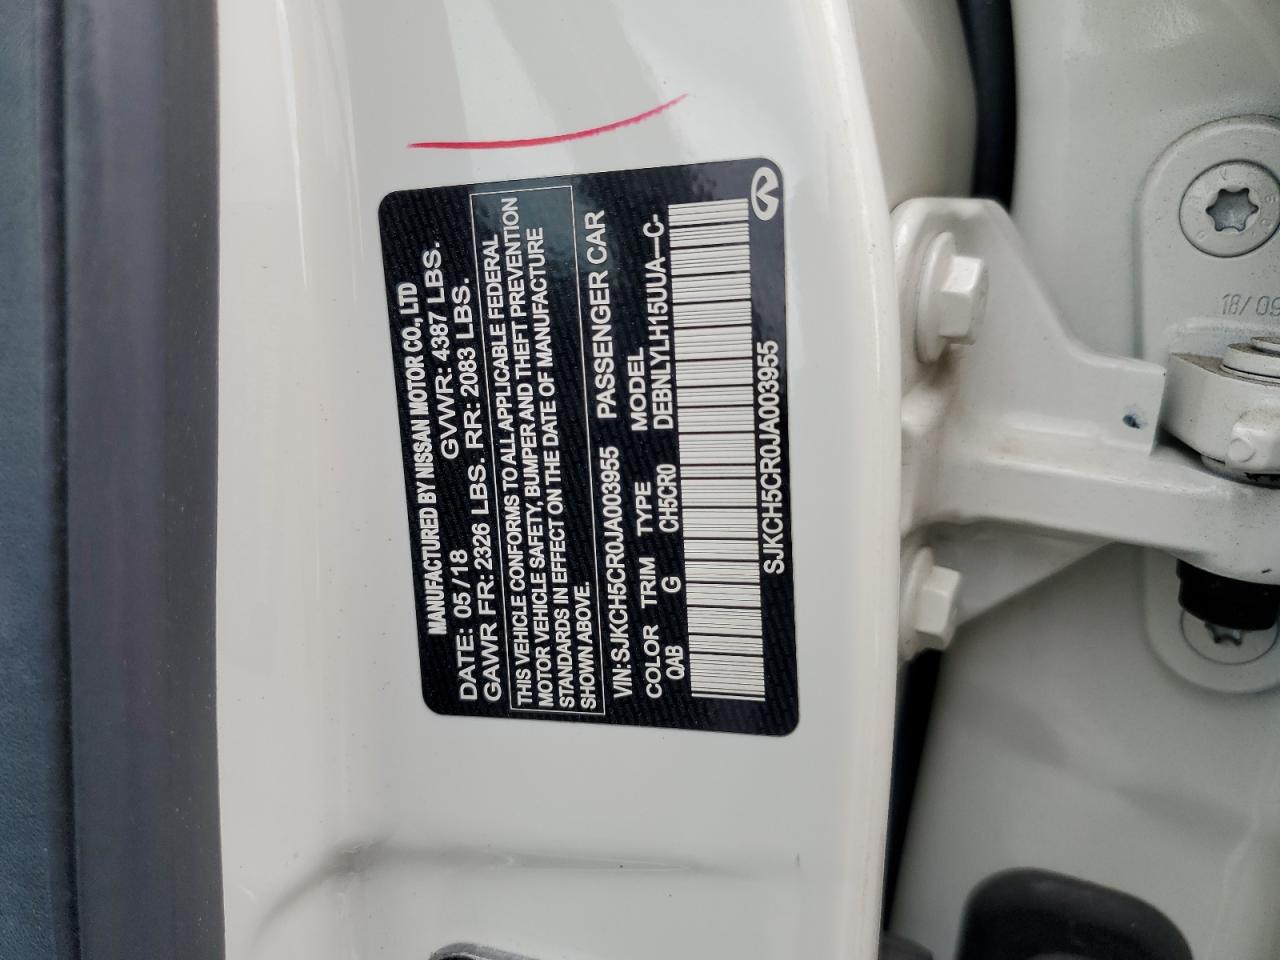 MANUFACTURED BY NISSAN MOTOR CO., LTD
DATE: 05 / 18 GVWR: 4387 LBS.
GAWR FR: 2326 LBS. RR: 2083 LBS.
THIS VEHICLE CONFORMS TO ALL APPLICABLE FEDERAL
MOTOR VEHICLE SAFETY, BUMPER AND THEFT PREVENTION
STANDARDS IN EFFECT ON THE DATE OF MANUFACTURE
SHOWN ABOVE.
VIN: SJKCH5CR0JA003955 PASSENGER CAR
COLOR TRIM TYPE MODEL
QAB G CH5CR0 DEBNLYLH15UUA—C-
SJKCH5CR0JA003955
18/09